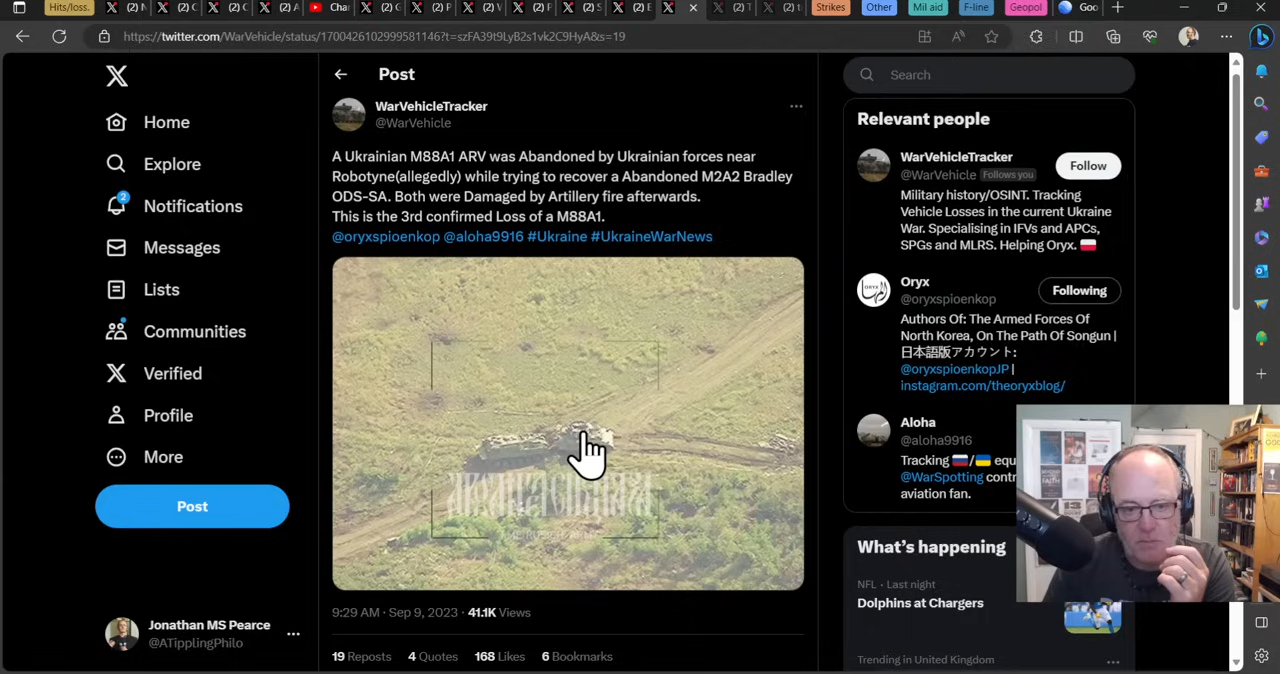 Hits/loss.
Strikes
Other
Mil aid
F-line
Geopol
https://twitter.com/WarVehicle/status/1700426102999581146?t=szFA39t9LyB2s1vk2C9HyA&s=19
Home
Explore
2
Notifications
Messages
Lists
Communities
Verified
Profile
More
Post
Jonathan MS Pearce
@ATipplingPhilo
Post
WarVehicleTracker
@WarVehicle
A Ukrainian M88A1 ARV was Abandoned by Ukrainian forces near
Robotyne(allegedly) while trying to recover a Abandoned M2A2 Bradley
ODS-SA. Both were Damaged by Artillery fire afterwards.
This is the 3rd confirmed Loss of a M88A1.
@oryxspioenkop @aloha9916 #Ukraine #UkraineWarNews
9:29 AM · Sep 9, 2023 · 41.1K Views
19 Reposts 4 Quotes 168 Likes 6 Bookmarks
Search
Relevant people
WarVehicleTracker
@WarVehicle Follows you
Follow
Military history/OSINT. Tracking
Vehicle Losses in the current Ukraine
War. Specialising in IFVs and APCs,
SPGs and MLRS. Helping Oryx.
Oryx
@oryxspioenkop
Following
Authors Of: The Armed Forces Of
North Korea, On The Path Of Songun |
日本語版アカウント:
@oryxspioenkopJP |
instagram.com/theoryxblog/
Aloha
@aloha9916
Tracking / equ
@WarSpotting contr
aviation fan.
What's happening
NFL · Last night
Dolphins at Chargers
Trending in United Kingdom